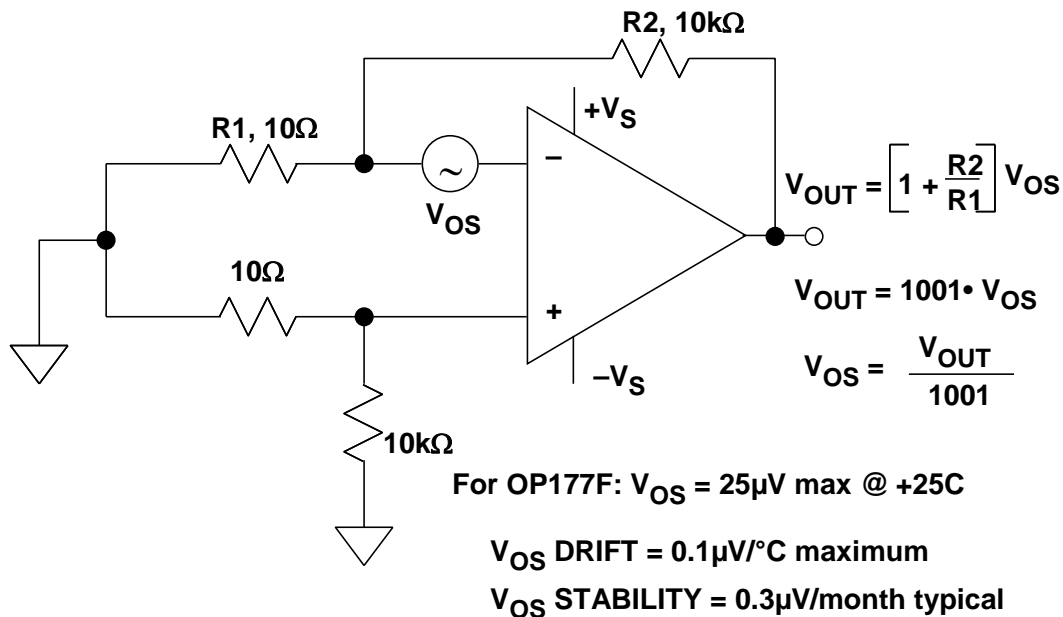 R2, 10kΩ
+VS
R1, 10Ω
–
~
VOS
VOUT = [1 + R2/R1] VOS
10Ω
+
VOUT = 1001• VOS
–VS
VOS = VOUT/1001
10kΩ
For OP177F: VOS = 25µV max @ +25C
VOS DRIFT = 0.1µV/°C maximum
VOS STABILITY = 0.3µV/month typical